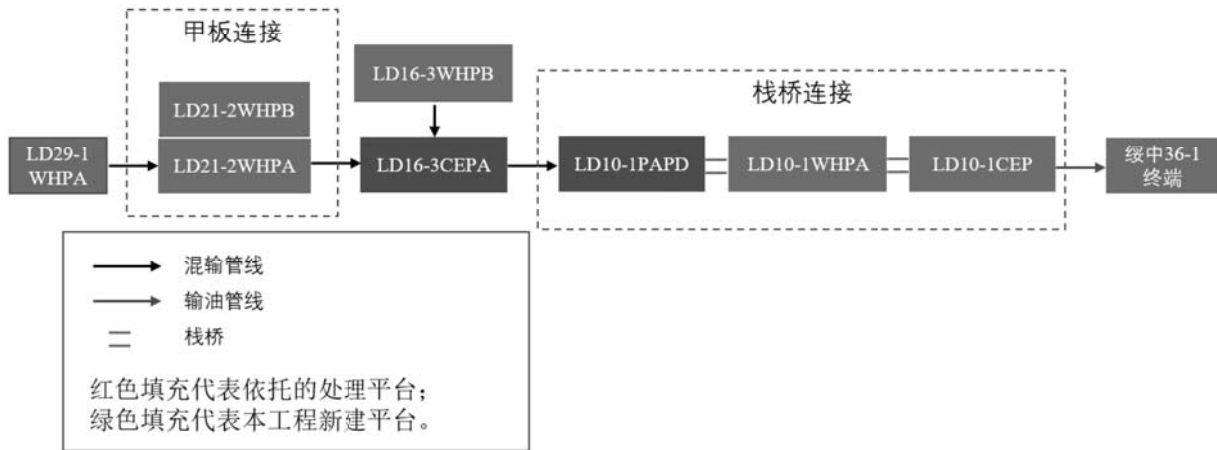 甲板连接
LD21-2WHPB
LD21-2WHPA
LD29-1
WHPA
LD16-3WHPB
LD16-3CEPA
栈桥连接
LD10-1PAPD
LD10-1WHPA
LD10-1CEP
绥中36-1
终端
混输管线
输油管线
栈桥
红色填充代表依托的处理平台；
绿色填充代表本工程新建平台。